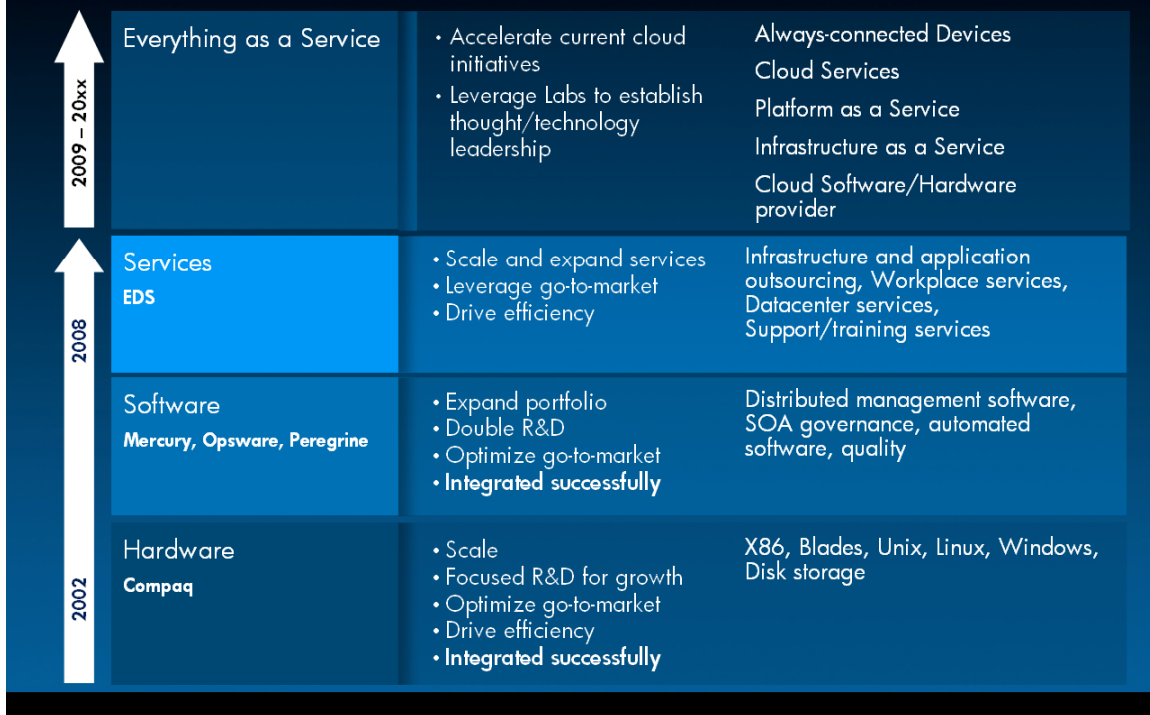 2009 – 20xx
Everything as a Service
• Accelerate current cloud
initiatives
• Leverage Labs to establish
thought/technology
leadership
Always-connected Devices
Cloud Services
Platform as a Service
Infrastructure as a Service
Cloud Software/Hardware
provider
2008
Services
EDS
• Scale and expand services
• Leverage go-to-market
• Drive efficiency
Infrastructure and application
outsourcing, Workplace services,
Datacenter services,
Support/training services
Software
Mercury, Opsware, Peregrine
• Expand portfolio
• Double R&D
• Optimize go-to-market
• Integrated successfully
Distributed management software,
SOA governance, automated
software, quality
2002
Hardware
Compaq
• Scale
• Focused R&D for growth
• Optimize go-to-market
• Drive efficiency
• Integrated successfully
X86, Blades, Unix, Linux, Windows,
Disk storage